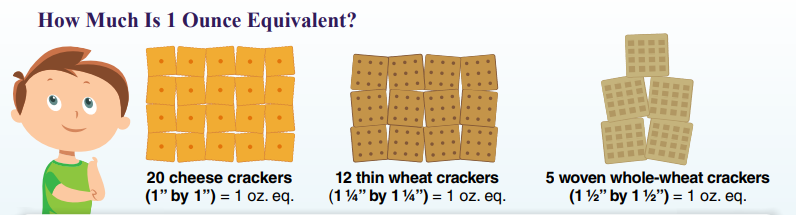 How Much Is 1 Ounce Equivalent?
20 cheese crackers
(1” by 1”) = 1 oz. eq.
12 thin wheat crackers
(1 ¼” by 1 ¼”) = 1 oz. eq.
5 woven whole-wheat crackers
(1 ½” by 1 ½”) = 1 oz. eq.